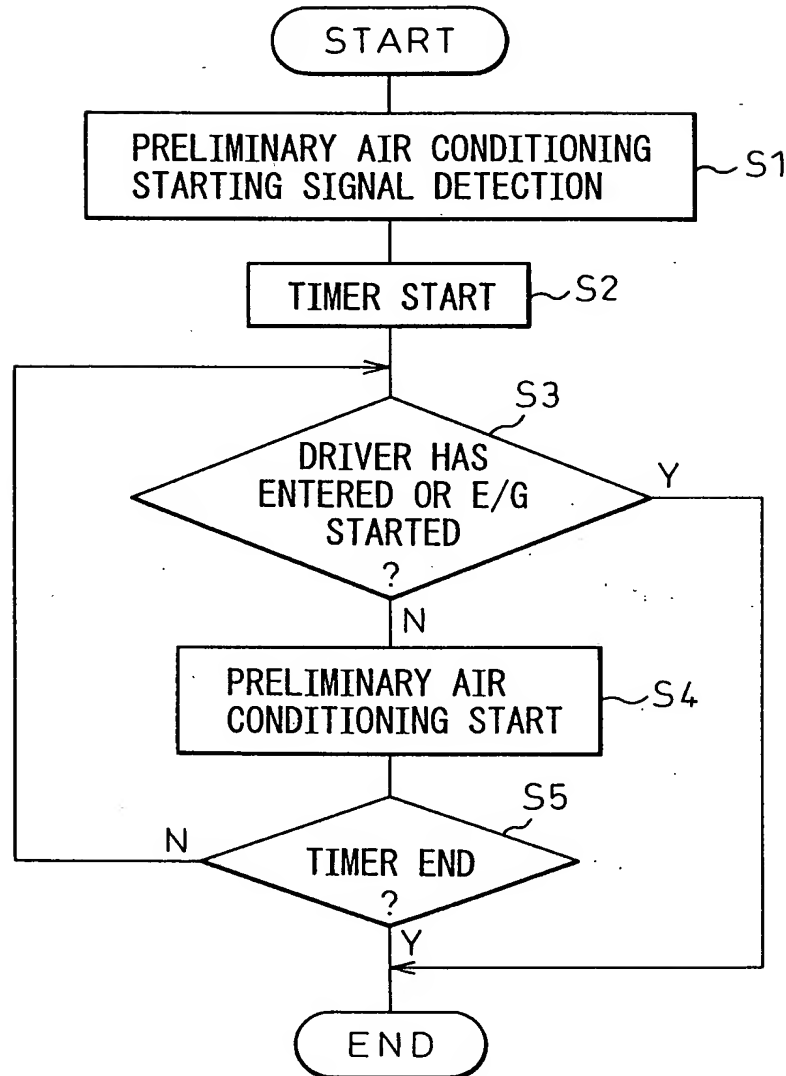 START
PRELIMINARY AIR CONDITIONING
STARTING SIGNAL DETECTION
S1
TIMER START
S2
S3
DRIVER HAS
ENTERED OR E/G
STARTED
?
Y
N
PRELIMINARY AIR
CONDITIONING START
S4
S5
N
TIMER END
?
Y
END